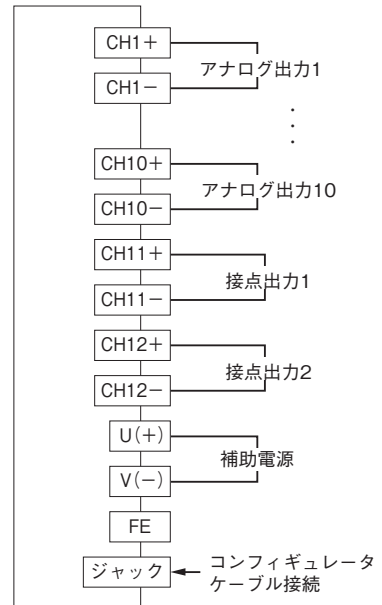 CH1+
アナログ出力1
CH1−
・
・
・
CH10+
アナログ出力10
CH10−
CH11+
接点出力1
CH11−
CH12+
接点出力2
CH12−
U(+)
補助電源
V(−)
FE
ジャック
コンフィギュレータ
ケーブル接続